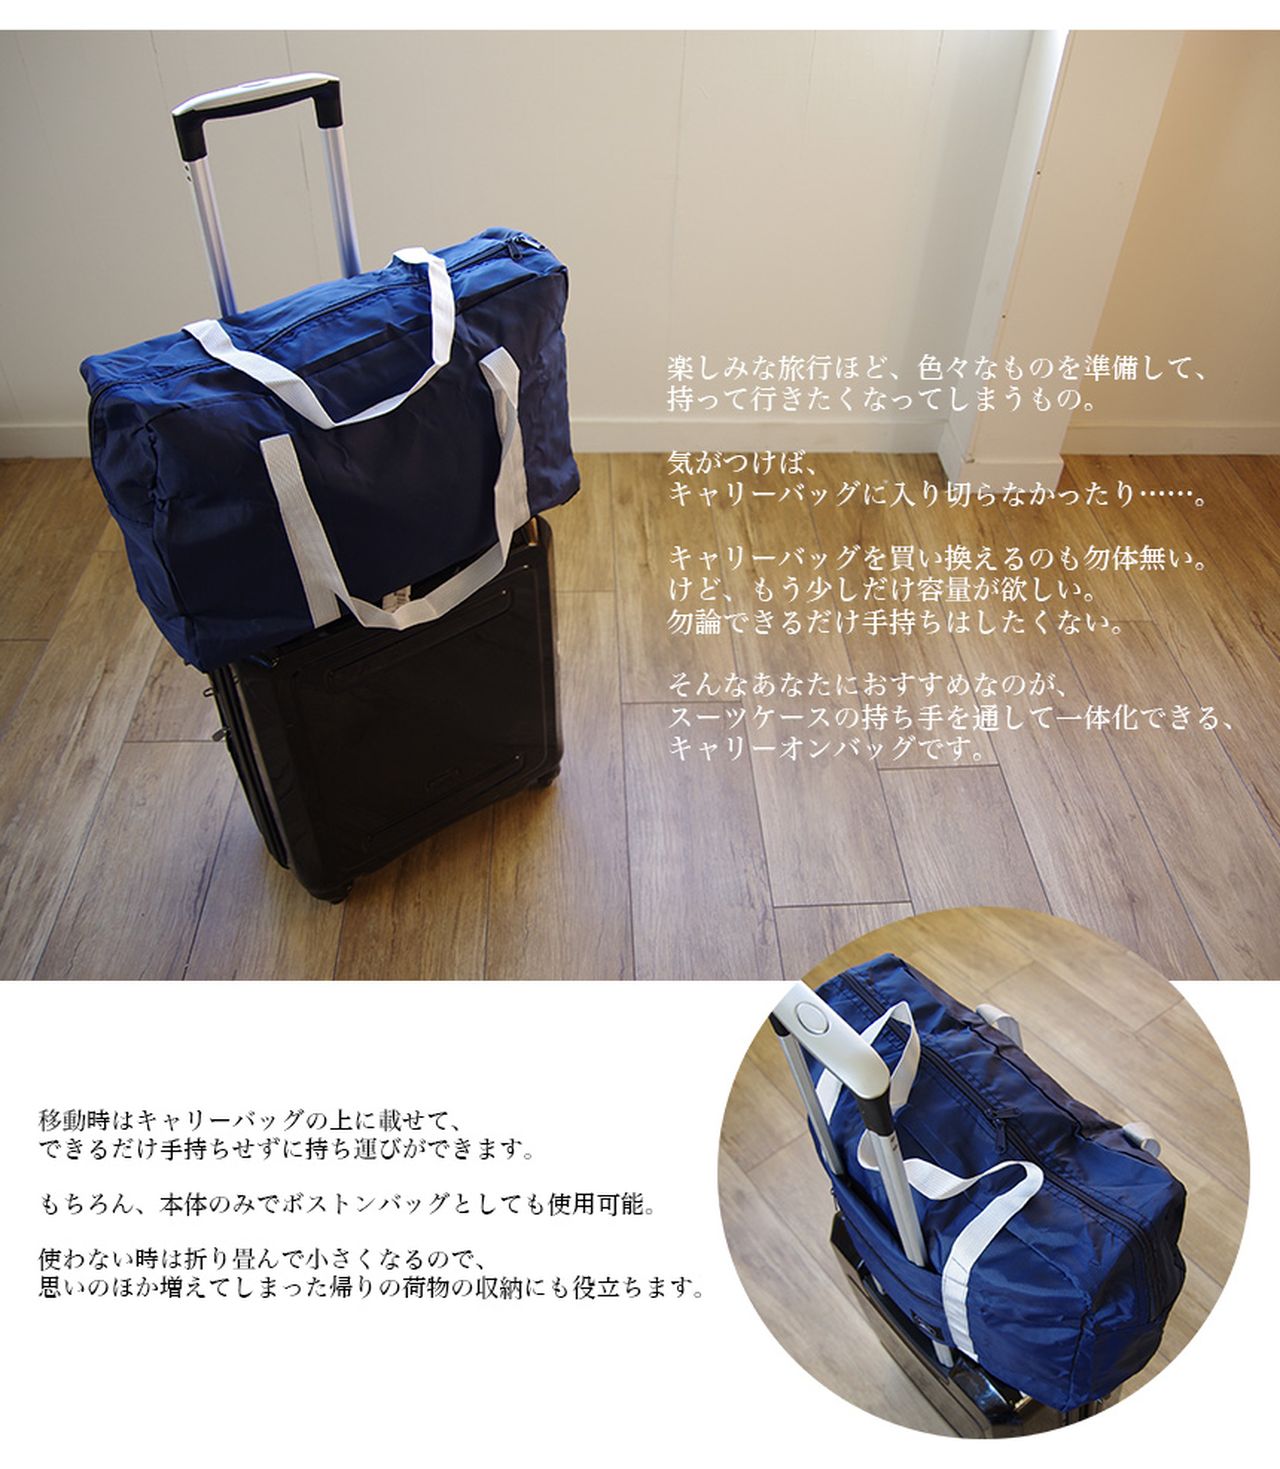 楽しみな旅行ほど、色々なものを準備して、
持って行きたくなってしまうもの。
気がつけば、
キャリーバッグに入り切らなかったり……。
キャリーバッグを買い換えるのも勿体無い。
けど、もう少しだけ容量が欲しい。
勿論できるだけ手持ちはしたくない。
そんなあなたにおすすめなのが、
スーツケースの持ち手を通して一体化できる、
キャリーオンバッグです。
移動時はキャリーバッグの上に載せて、
できるだけ手持ちせずに持ち運びができます。
もちろん、本体のみでボストンバッグとしても使用可能。
使わない時は折り畳んで小さくなるので、
思いのほか増えてしまった帰りの荷物の収納にも役立ちます。